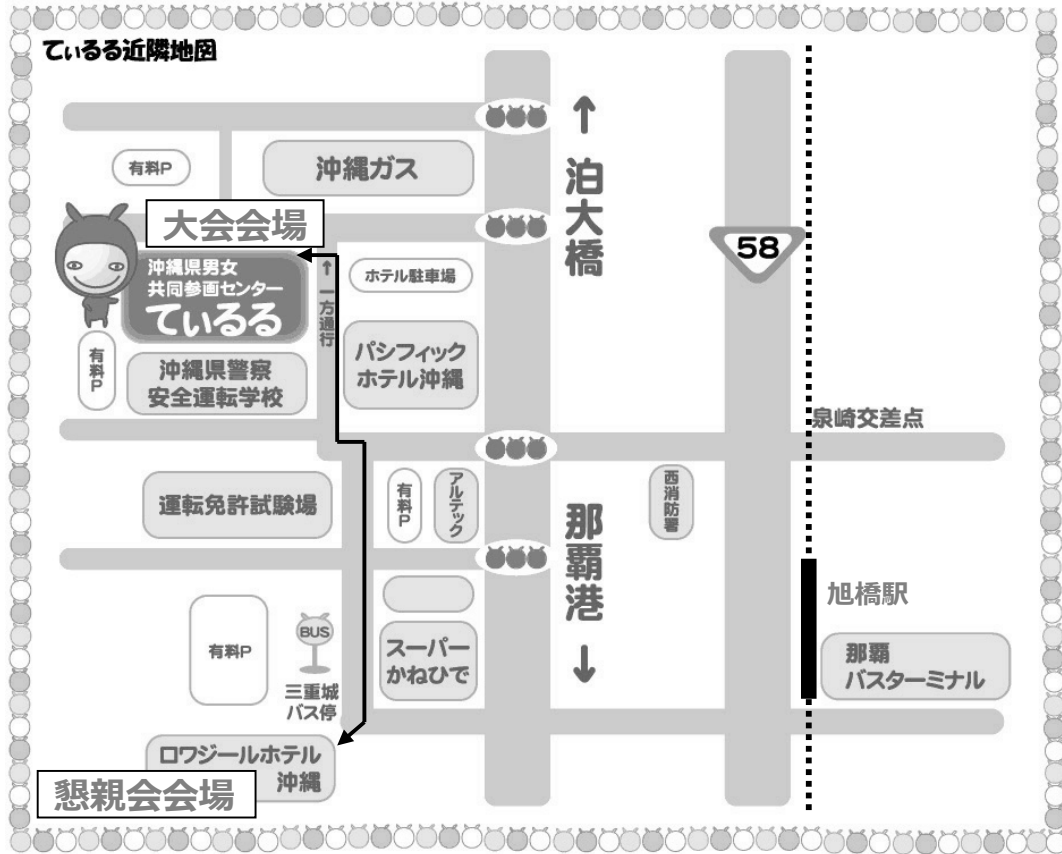 てぃるる近隣地図
↑
泊大橋
有料P
沖縄ガス
大会会場
58
沖縄県男女
共同参画センター
てぃるる
↑一方通行
ホテル駐車場
有料P
沖縄県警察
安全運転学校
パシフィック
ホテル沖縄
泉崎交差点
運転免許試験場
有料P
アルテック
西消防署
那覇港
↓
旭橋駅
有料P
BUS
三重城
バス停
スーパー
かねひで
那覇
バスターミナル
ロワジールホテル
沖縄
懇親会会場